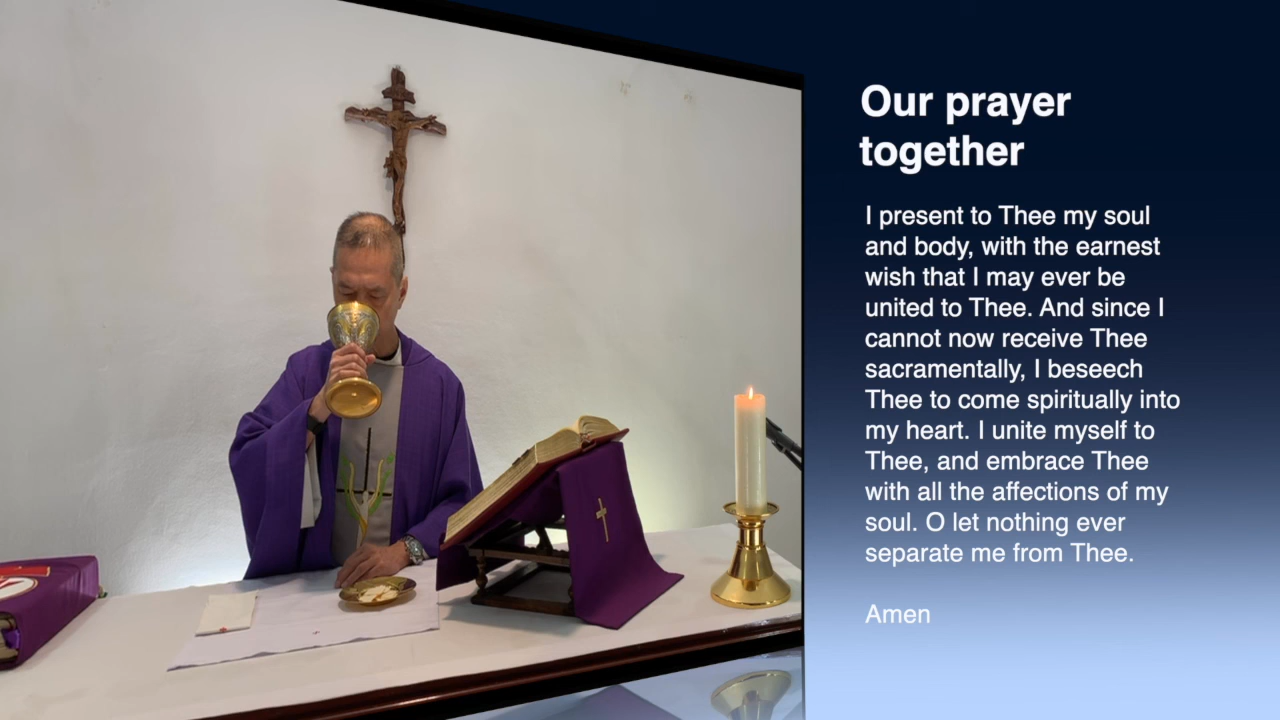 Our prayer
together
I present to Thee my soul
and body, with the earnest
wish that I may ever be
united to Thee. And since I
cannot now receive Thee
sacramentally, I beseech
Thee to come spiritually into
my heart. I unite myself to
Thee, and embrace Thee
with all the affections of my
soul. O let nothing ever
separate me from Thee.
Amen